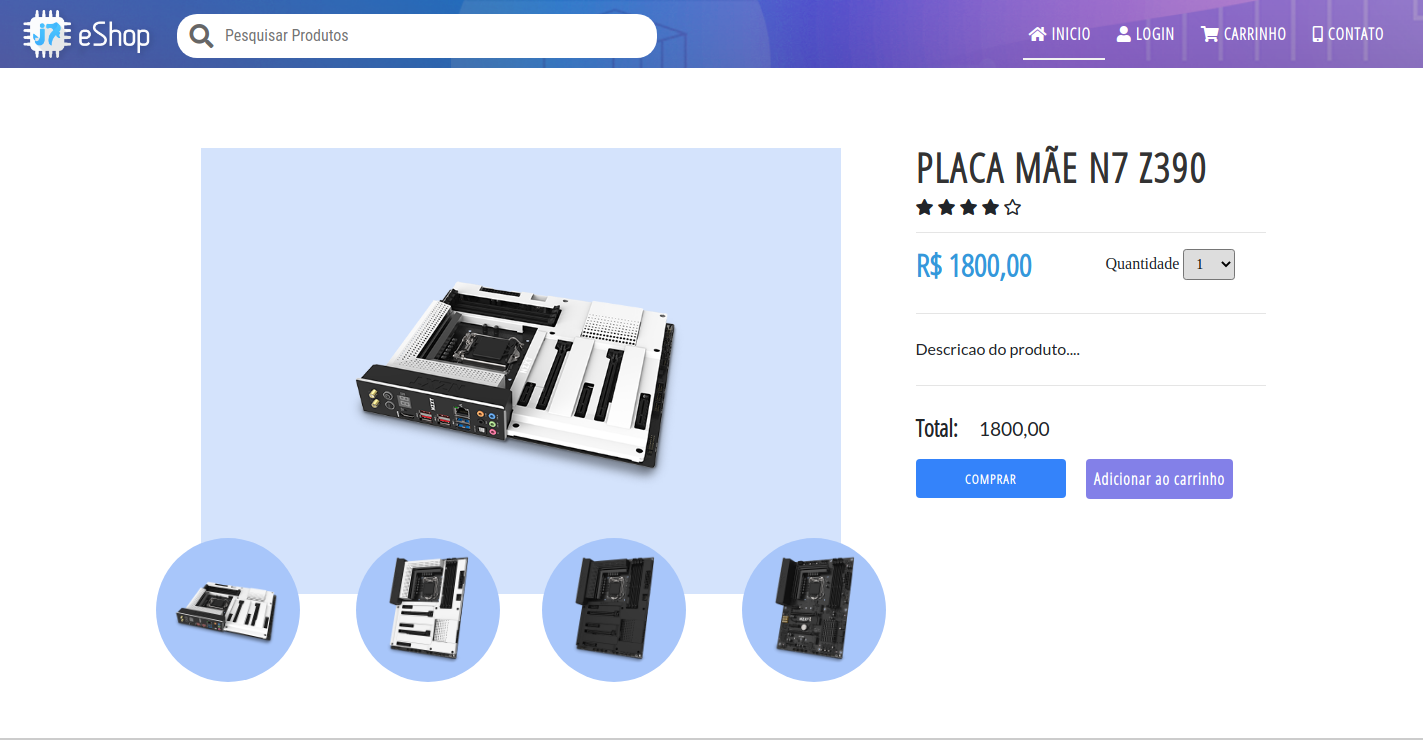 j7 eShop
Pesquisar Produtos
INICIO
LOGIN
CARRINHO
CONTATO
PLACA MÃE N7 Z390
R$ 1800,00
Quantidade 1
Descricao do produto....
Total: 1800,00
COMPRAR
Adicionar ao carrinho